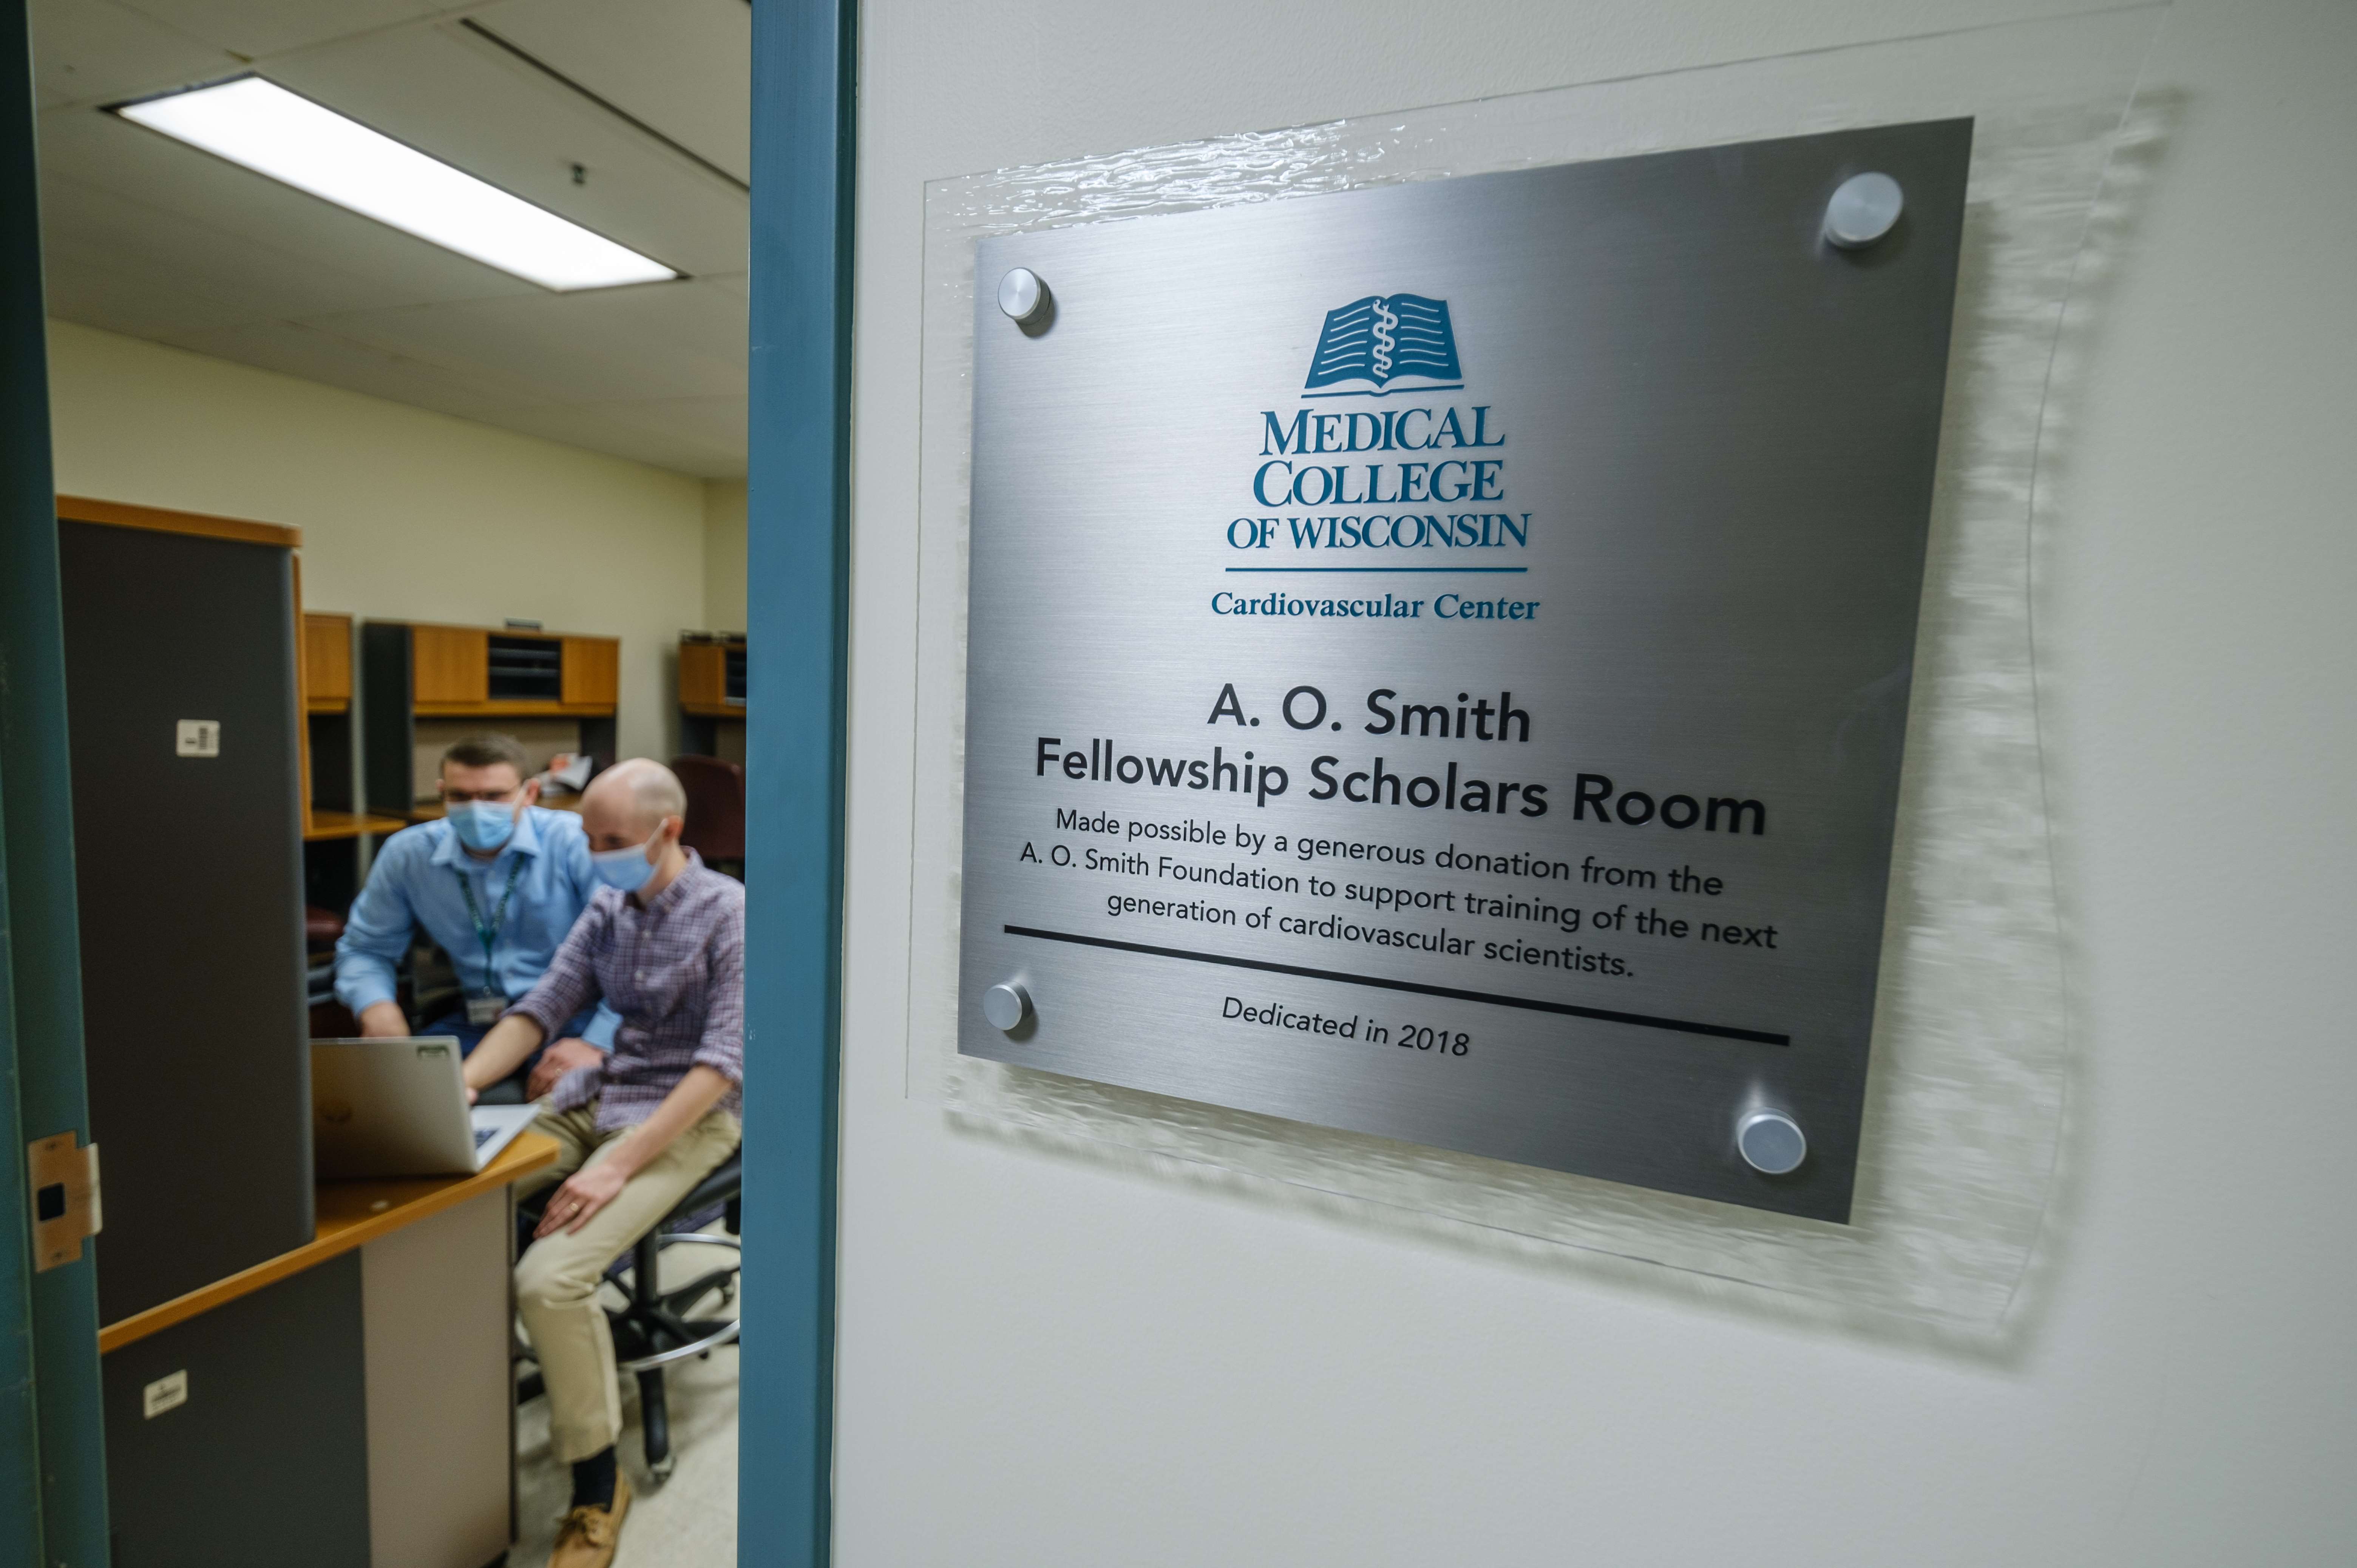 MEDICAL
COLLEGE
OF WISCONSIN
Cardiovascular Center
A. O. Smith
Fellowship Scholars Room
Made possible by a generous donation from the
A. O. Smith Foundation to support training of the next
generation of cardiovascular scientists.
Dedicated in 2018